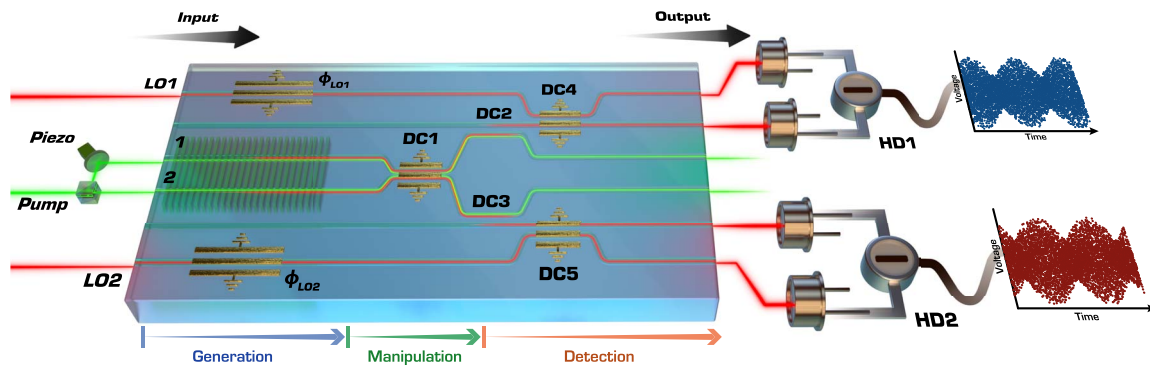 Input
Output
LO1
ϕLO1
DC4
DC2
Voltage
Time
HD1
Piezo
1
DC1
2
Pump
DC3
LO2
ϕLO2
DC5
Voltage
Time
HD2
Generation
Manipulation
Detection